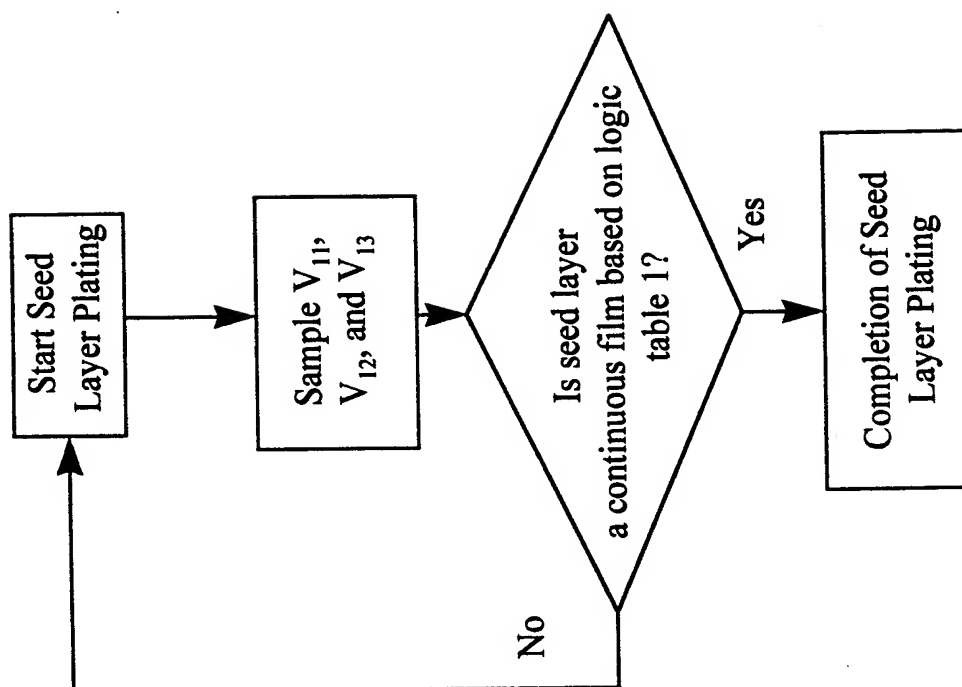 Start Seed
Layer Plating
Sample V₁₁,
V₁₂, and V₁₃
Is seed layer
a continuous film based on logic
table 1?
No
Yes
Completion of Seed
Layer Plating